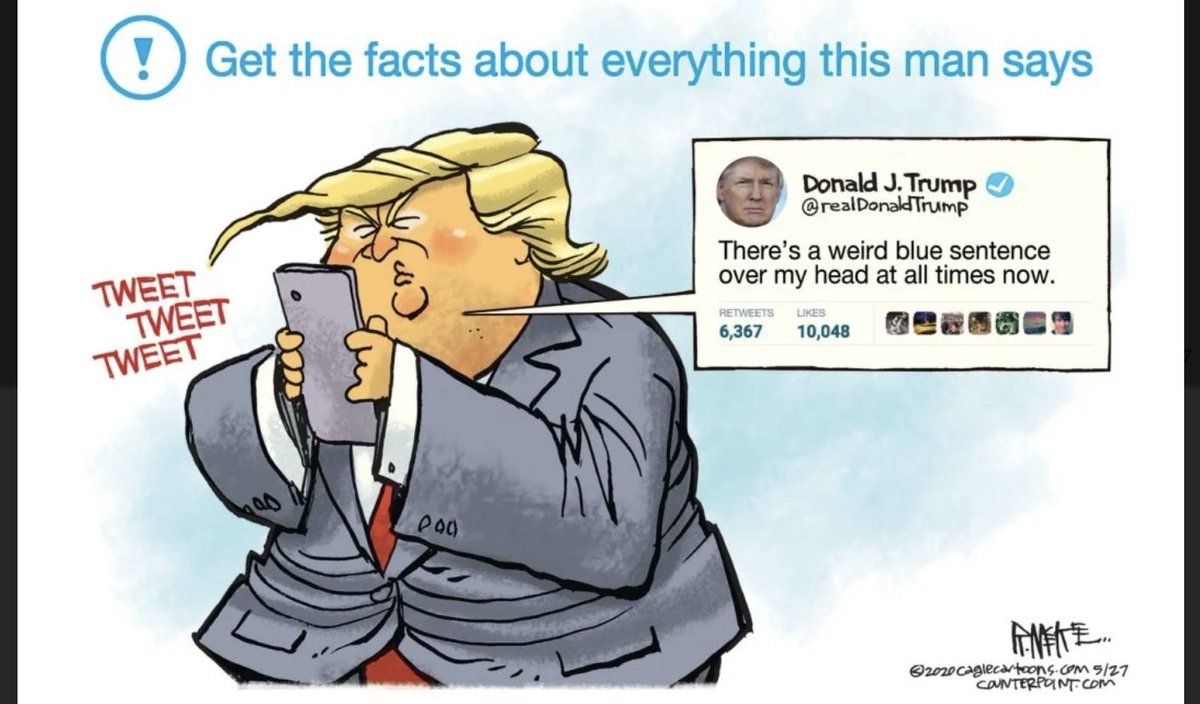 Get the facts about everything this man says
Donald J. Trump
@realDonaldTrump
There's a weird blue sentence
over my head at all times now.
RETWEETS LIKES
6,367 10,048
TWEET
TWEET
TWEET
R.McKEE...
©2020 caglecartoons.com 5/27
COUNTERPOINT.COM